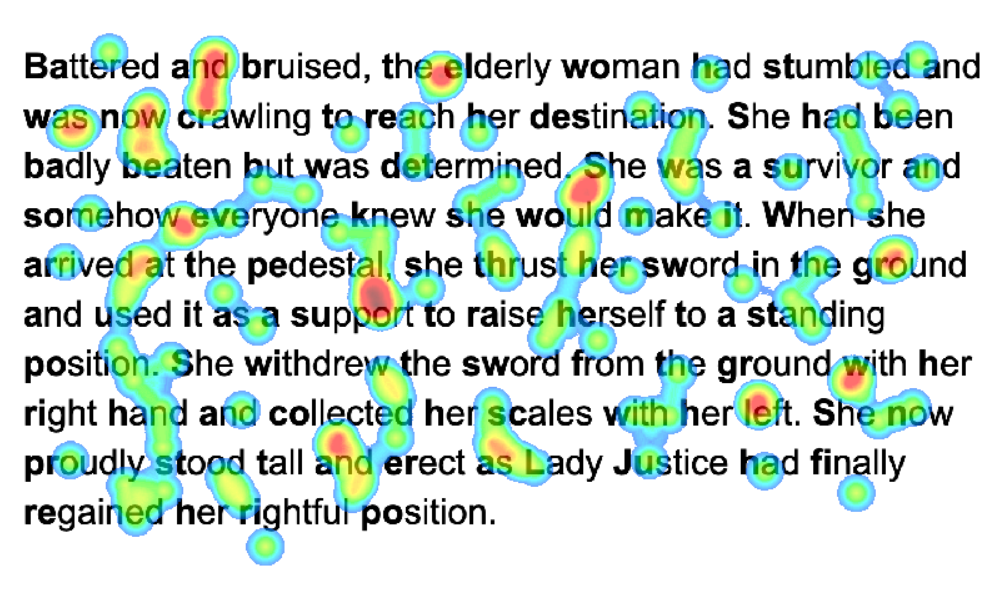 Battered and bruised, the elderly woman had stumbled and
was now crawling to reach her destination. She had been
badly beaten but was determined. She was a survivor and
somehow everyone knew she would make it. When she
arrived at the pedestal, she thrust her sword in the ground
and used it as a support to raise herself to a standing
position. She withdrew the sword from the ground with her
right hand and collected her scales with her left. She now
proudly stood tall and erect as Lady Justice had finally
regained her rightful position.